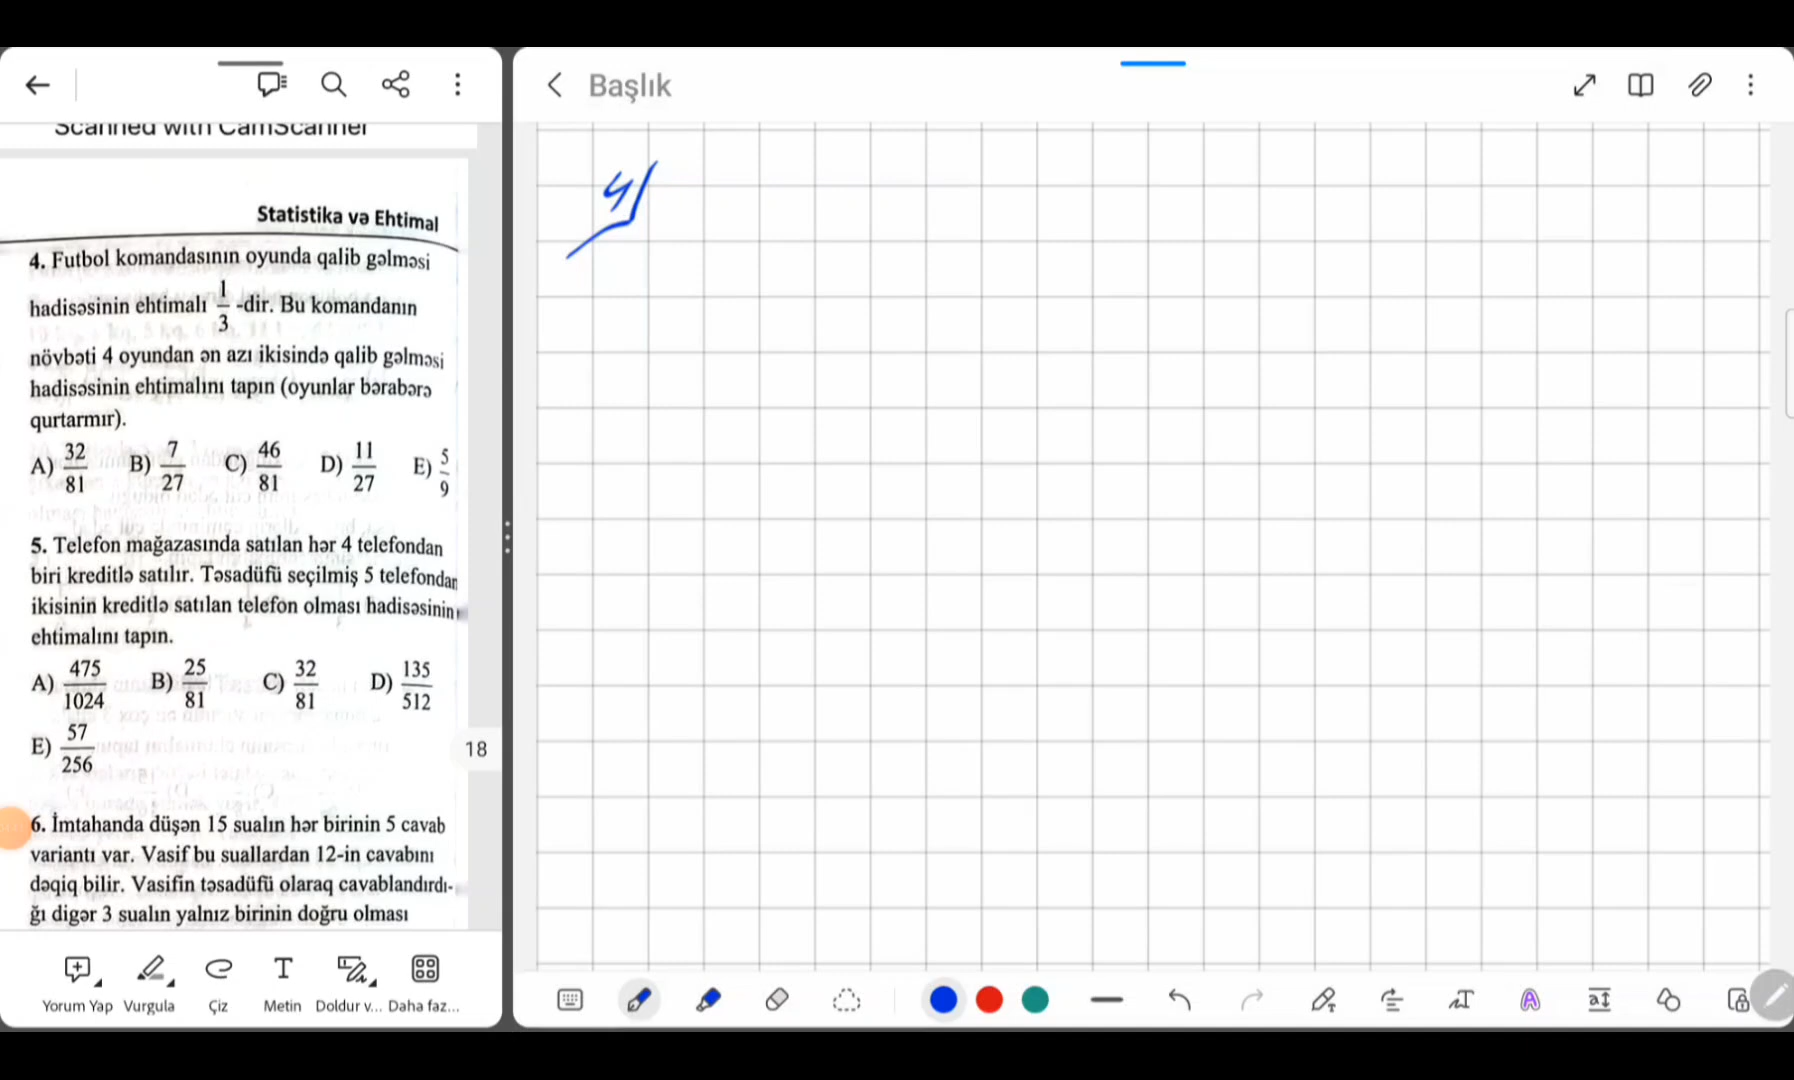 Scanned with CamScanner
Statistika və Ehtimal
4. Futbol komandasının oyunda qalib gəlməsi
hadisəsinin ehtimalı 1/3 -dir. Bu komandanın
növbəti 4 oyundan ən azı ikisində qalib gəlməsi
hadisəsinin ehtimalını tapın (oyunlar bərabərə
qurtarmır).
A) 32/81 B) 7/27 C) 46/81 D) 11/27 E) 5/9
5. Telefon mağazasında satılan hər 4 telefondan
biri kreditlə satılır. Təsadüfü seçilmiş 5 telefondan
ikisinin kreditlə satılan telefon olması hadisəsinin
ehtimalını tapın.
A) 475/1024 B) 25/81 C) 32/81 D) 135/512
E) 57/256
18
6. İmtahanda düşən 15 sualın hər birinin 5 cavab
variantı var. Vasif bu suallardan 12-in cavabını
dəqiq bilir. Vasifin təsadüfü olaraq cavablandırdı-
ğı digər 3 sualın yalnız birinin doğru olması
Yorum Yap Vurgula Çiz Metin Doldur v... Daha faz...
Başlık
4